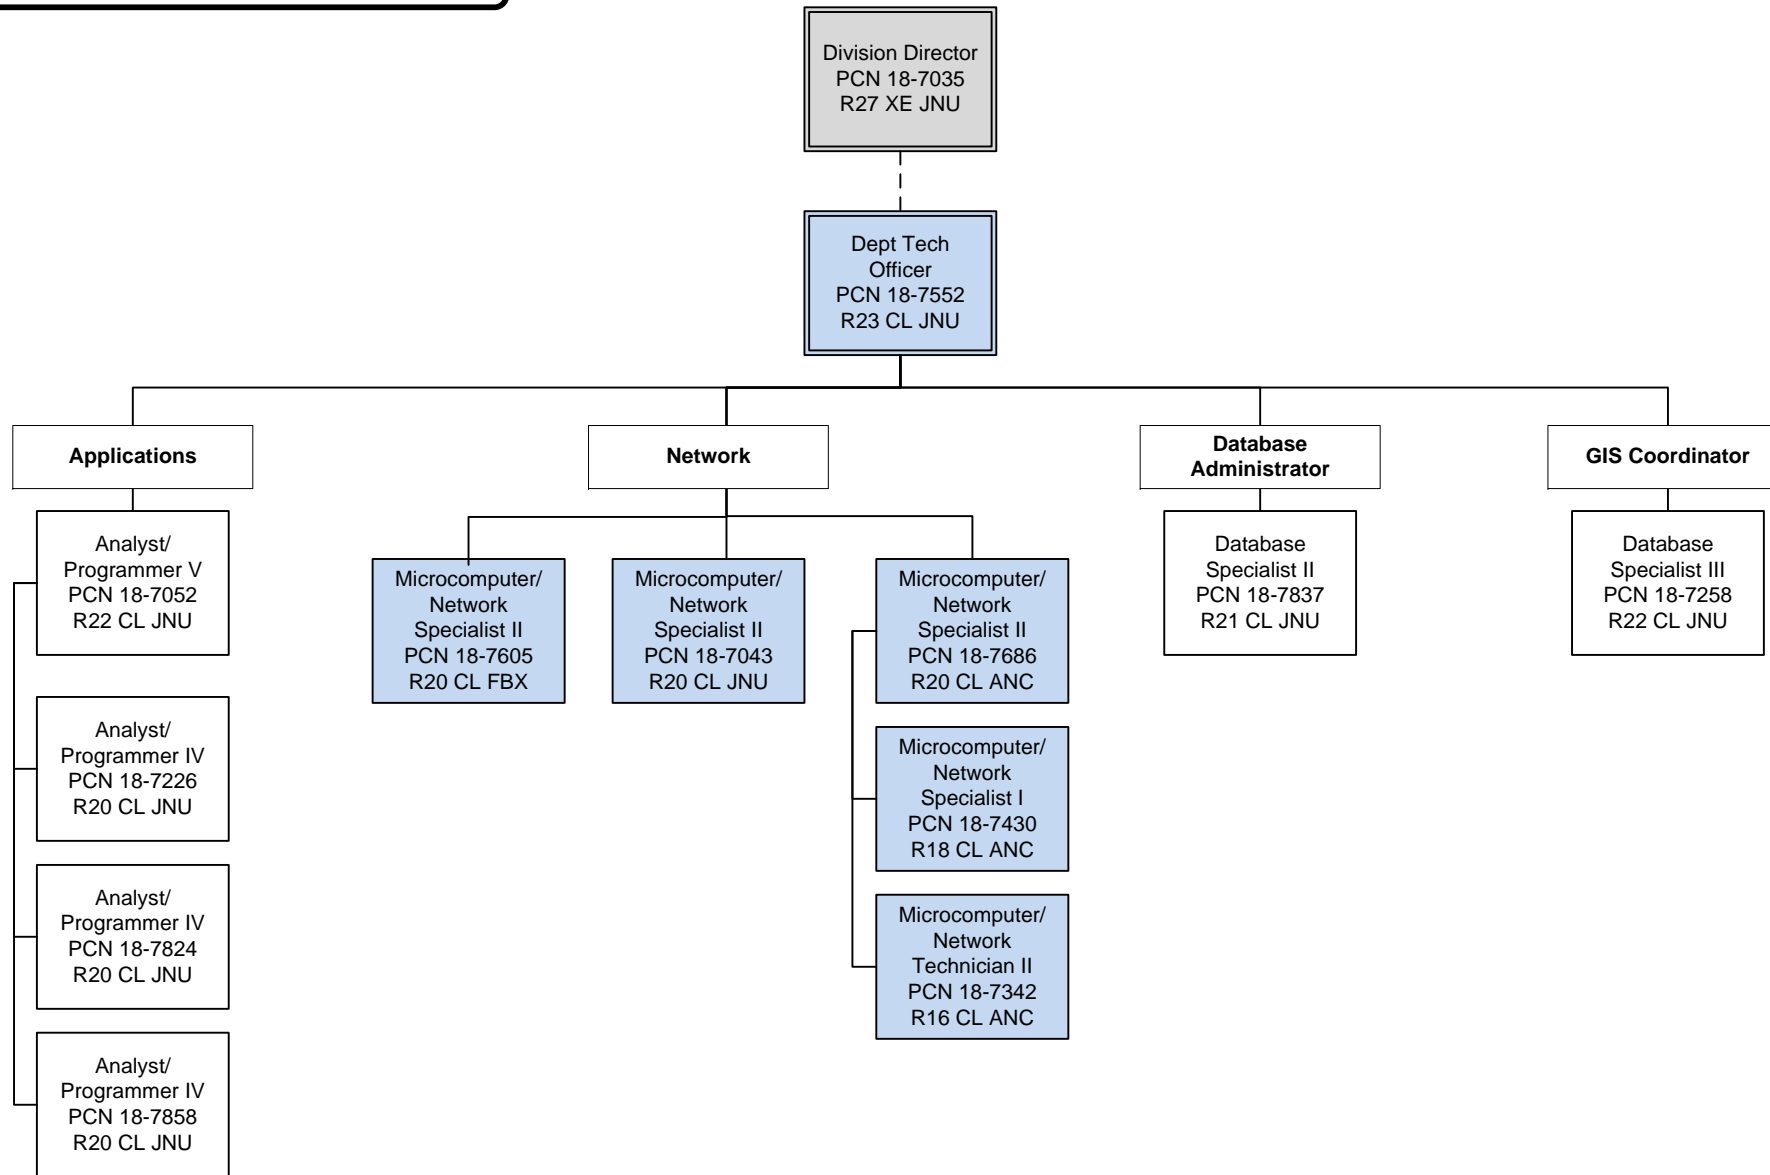 Division Director
PCN 18-7035
R27 XE JNU
Dept Tech
Officer
PCN 18-7552
R23 CL JNU
Applications
Analyst/
Programmer V
PCN 18-7052
R22 CL JNU
Analyst/
Programmer IV
PCN 18-7226
R20 CL JNU
Analyst/
Programmer IV
PCN 18-7824
R20 CL JNU
Analyst/
Programmer IV
PCN 18-7858
R20 CL JNU
Network
Microcomputer/
Network
Specialist II
PCN 18-7605
R20 CL FBX
Microcomputer/
Network
Specialist II
PCN 18-7043
R20 CL JNU
Microcomputer/
Network
Specialist II
PCN 18-7686
R20 CL ANC
Microcomputer/
Network
Specialist I
PCN 18-7430
R18 CL ANC
Microcomputer/
Network
Technician II
PCN 18-7342
R16 CL ANC
Database
Administrator
Database
Specialist II
PCN 18-7837
R21 CL JNU
GIS Coordinator
Database
Specialist III
PCN 18-7258
R22 CL JNU